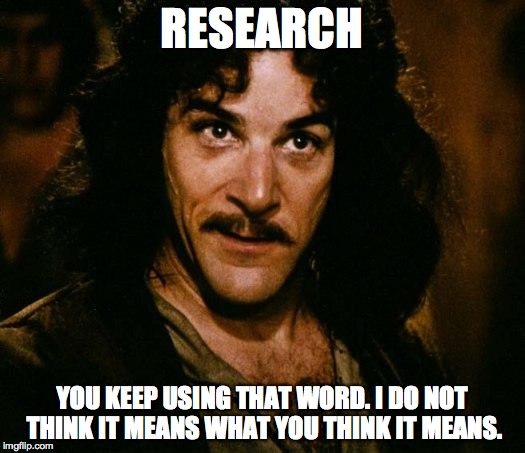 RESEARCH
YOU KEEP USING THAT WORD. I DO NOT
THINK IT MEANS WHAT YOU THINK IT MEANS.
imgflip.com